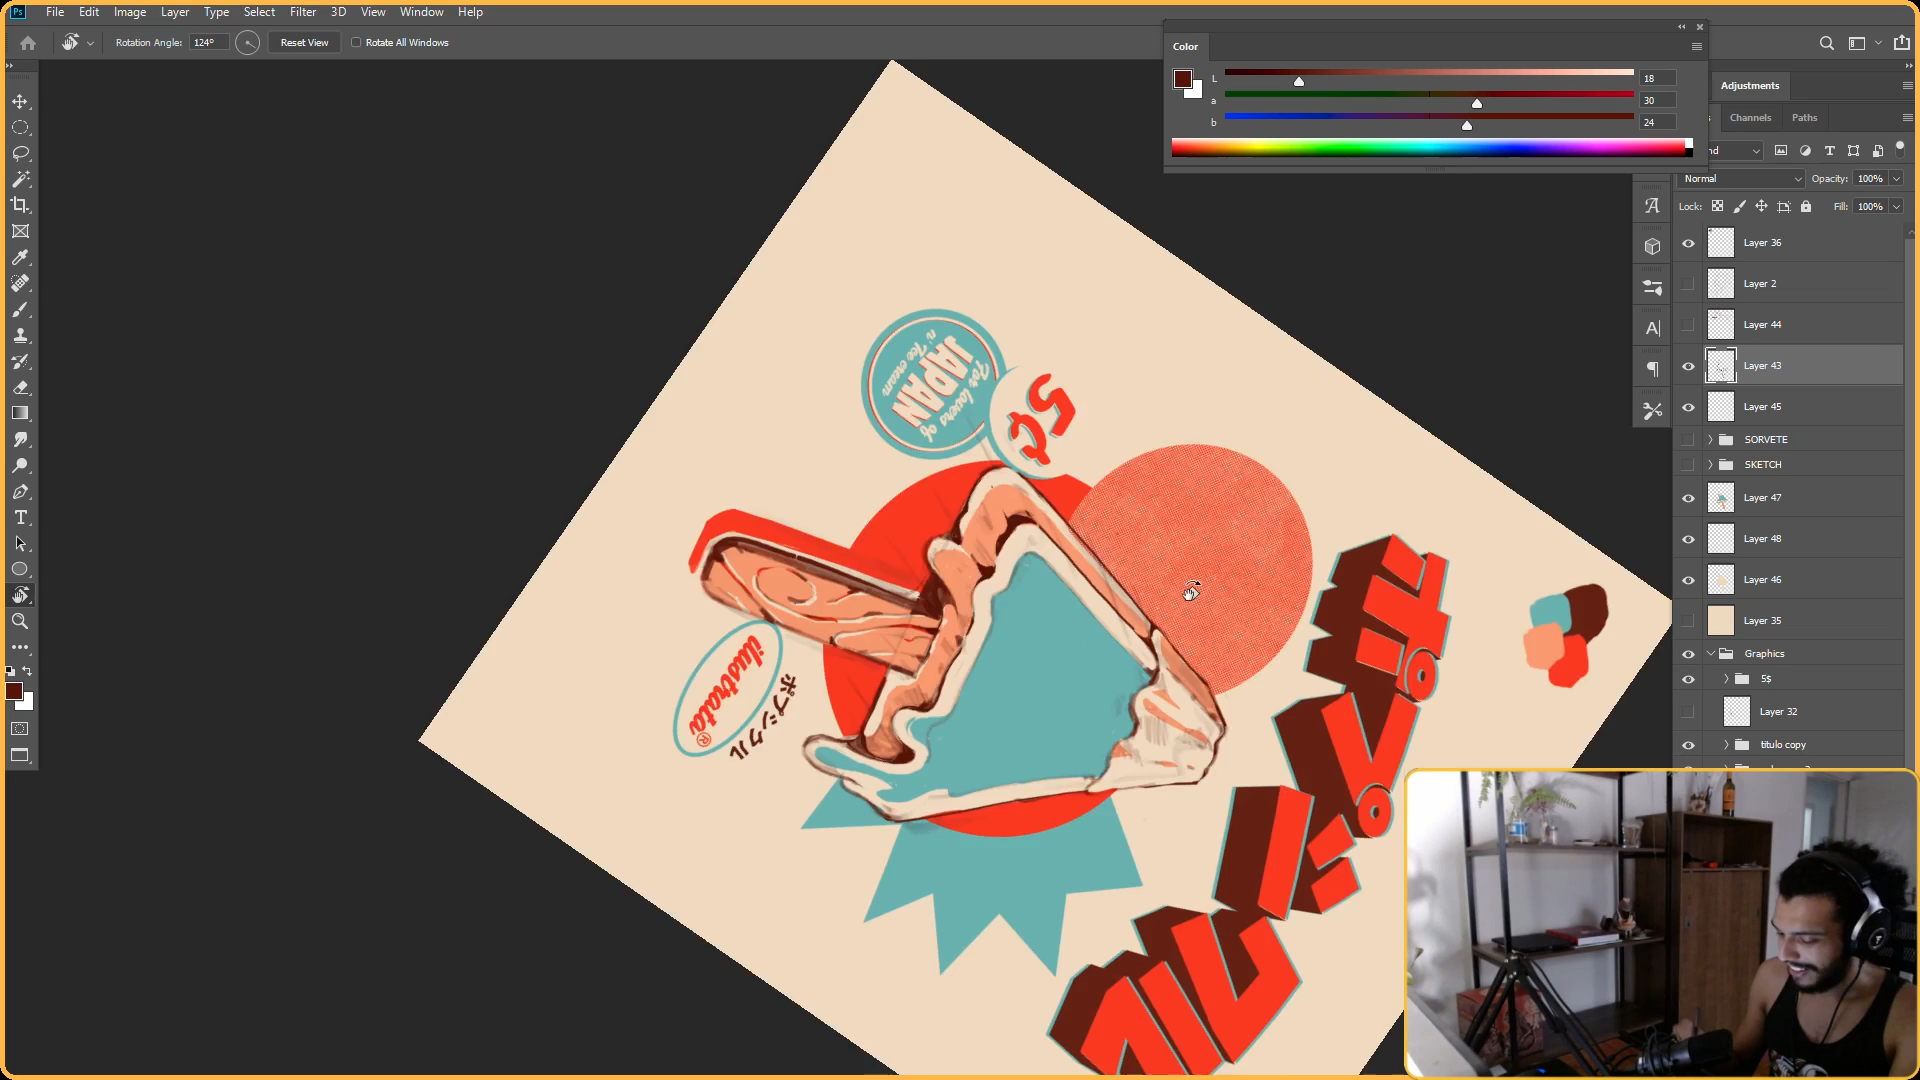 Ps File Edit Image Layer Type Select Filter 3D View Window Help
Rotation Angle: 124° Reset View Rotate All Windows
Color
L 18
a 30
b 24
Adjustments
Channels Paths
Normal Opacity: 100%
Lock: Fill: 100%
Layer 36
Layer 2
Layer 44
Layer 43
Layer 45
SORVETE
SKETCH
Layer 47
Layer 48
Layer 46
Layer 35
Graphics
5$
Layer 32
titulo copy
For lovers of
JAPAN
n' Ice cream
5¢
ilustrata®
ポプシクル